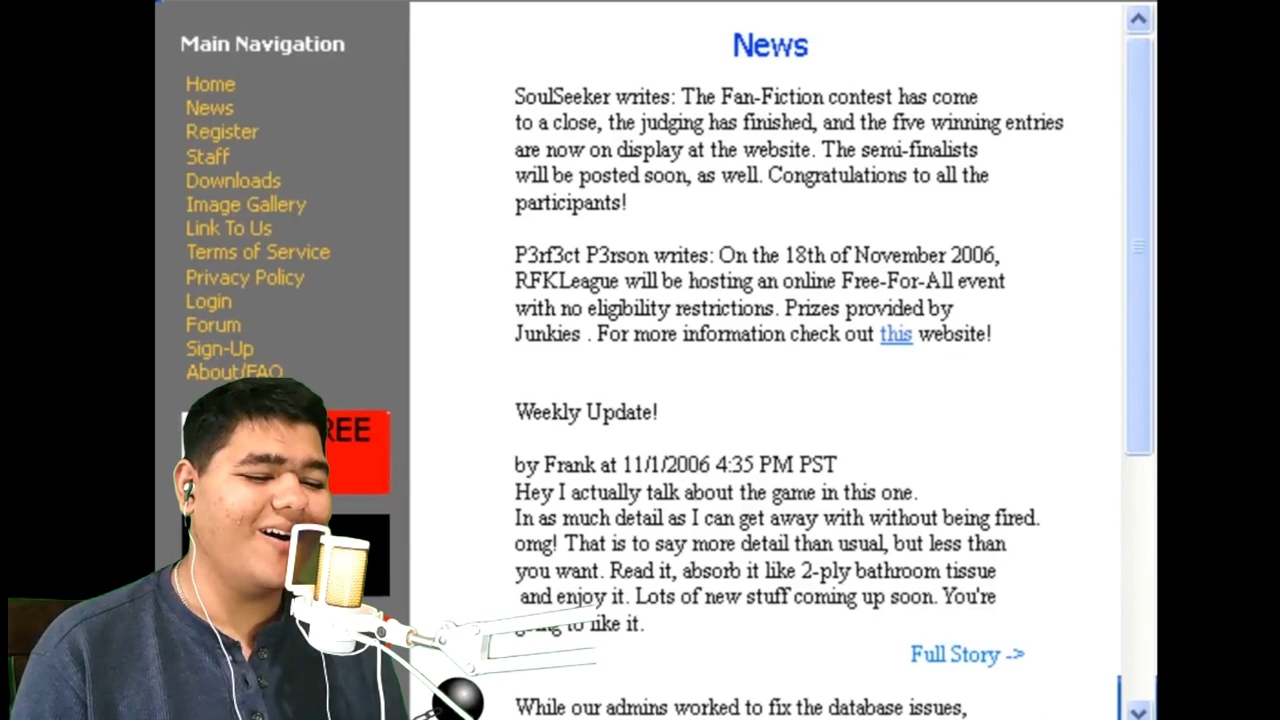 Main Navigation
Home
News
Register
Staff
Downloads
Image Gallery
Link To Us
Terms of Service
Privacy Policy
Login
Forum
Sign-Up
About/FAQ
News
SoulSeeker writes: The Fan-Fiction contest has come
to a close, the judging has finished, and the five winning entries
are now on display at the website. The semi-finalists
will be posted soon, as well. Congratulations to all the
participants!
P3rf3ct P3rson writes: On the 18th of November 2006,
RFKLeague will be hosting an online Free-For-All event
with no eligibility restrictions. Prizes provided by
Junkies . For more information check out this website!
Weekly Update!
by Frank at 11/1/2006 4:35 PM PST
Hey I actually talk about the game in this one.
In as much detail as I can get away with without being fired.
omg! That is to say more detail than usual, but less than
you want. Read it, absorb it like 2-ply bathroom tissue
and enjoy it. Lots of new stuff coming up soon. You're
going to like it.
Full Story ->
While our admins worked to fix the database issues,